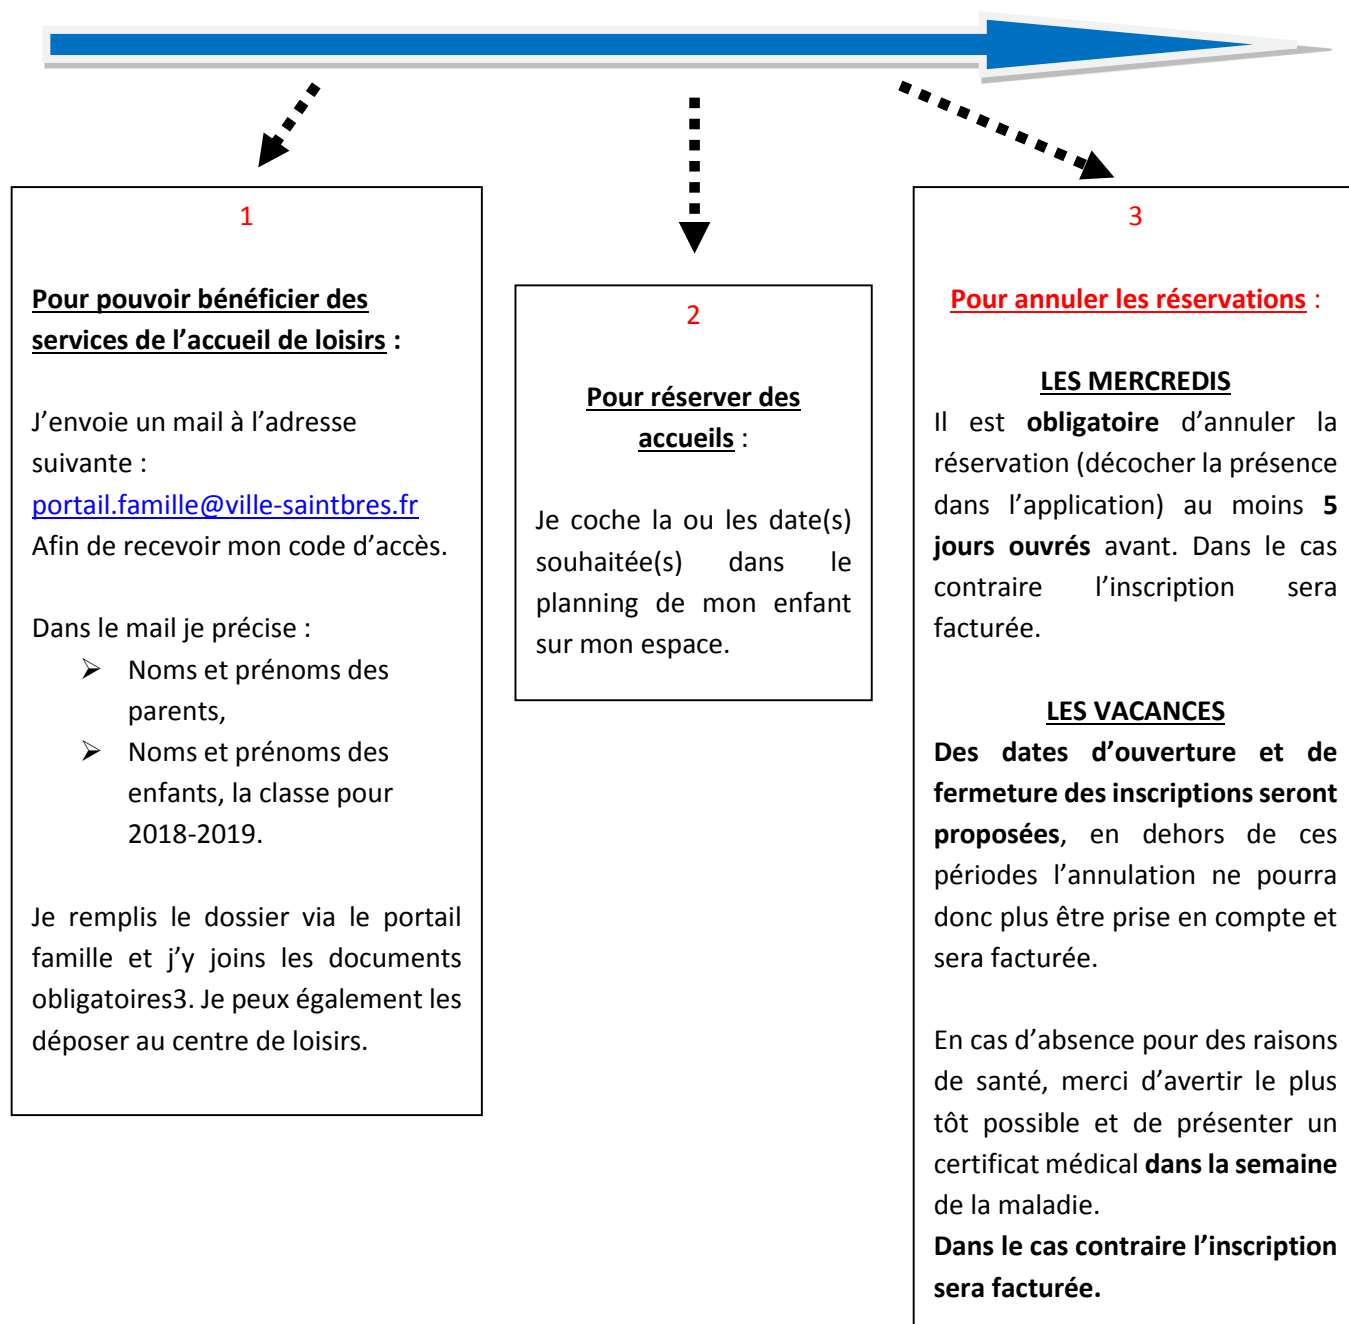 1
Pour pouvoir bénéficier des
services de l’accueil de loisirs :
J’envoie un mail à l’adresse
suivante :
portail.famille@ville-saintbres.fr
Afin de recevoir mon code d’accès.
Dans le mail je précise :
➢ Noms et prénoms des
parents,
➢ Noms et prénoms des
enfants, la classe pour
2018-2019.
Je remplis le dossier via le portail
famille et j’y joins les documents
obligatoires3. Je peux également les
déposer au centre de loisirs.
2
Pour réserver des
accueils :
Je coche la ou les date(s)
souhaitée(s) dans le
planning de mon enfant
sur mon espace.
3
Pour annuler les réservations :
LES MERCREDIS
Il est obligatoire d’annuler la
réservation (décocher la présence
dans l’application) au moins 5
jours ouvrés avant. Dans le cas
contraire l’inscription sera
facturée.
LES VACANCES
Des dates d’ouverture et de
fermeture des inscriptions seront
proposées, en dehors de ces
périodes l’annulation ne pourra
donc plus être prise en compte et
sera facturée.
En cas d’absence pour des raisons
de santé, merci d’avertir le plus
tôt possible et de présenter un
certificat médical dans la semaine
de la maladie.
Dans le cas contraire l’inscription
sera facturée.